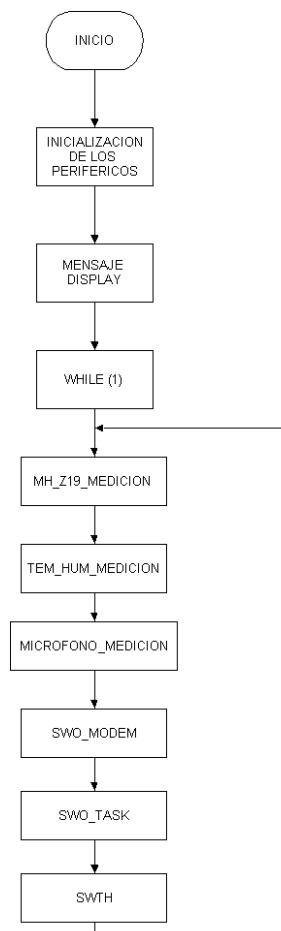 INICIO
INICIALIZACION
DE LOS
PERIFERICOS
MENSAJE
DISPLAY
WHILE (1)
MH_Z19_MEDICION
TEM_HUM_MEDICION
MICROFONO_MEDICION
SWO_MODEM
SWO_TASK
SWTH